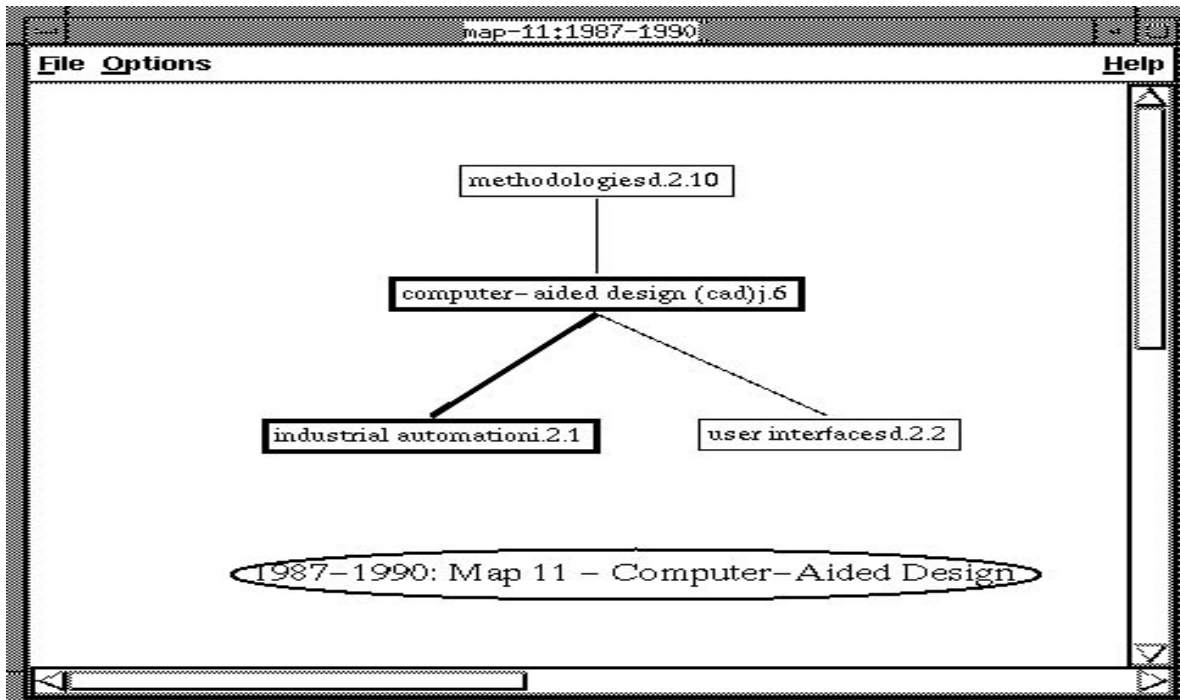 map-11:1987-1990
File Options Help
methodologiesd.2.10
computer-aided design (cad)j.6
industrial automationi.2.1 user interfacesd.2.2
1987-1990: Map 11 - Computer-Aided Design